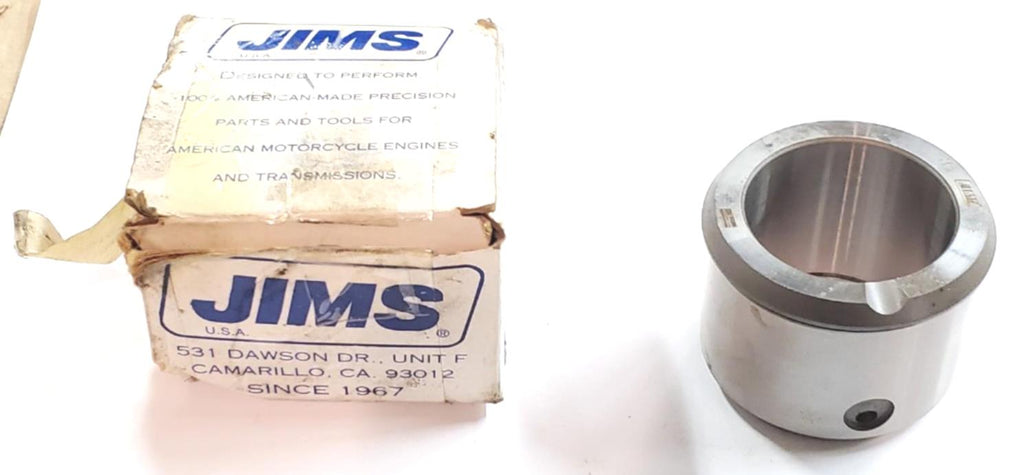 JIMS
U.S.A. ®
DESIGNED TO PERFORM
100% AMERICAN-MADE PRECISION
PARTS AND TOOLS FOR
AMERICAN MOTORCYCLE ENGINES
AND TRANSMISSIONS.
JIMS
U.S.A. ®
531 DAWSON DR., UNIT F
CAMARILLO, CA. 93012
SINCE 1967